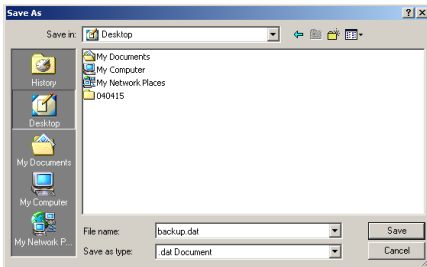 Save As
Save in: Desktop
My Documents
My Computer
My Network Places
040415
History
Desktop
My Documents
My Computer
My Network P...
File name: backup.dat Save
Save as type: .dat Document Cancel